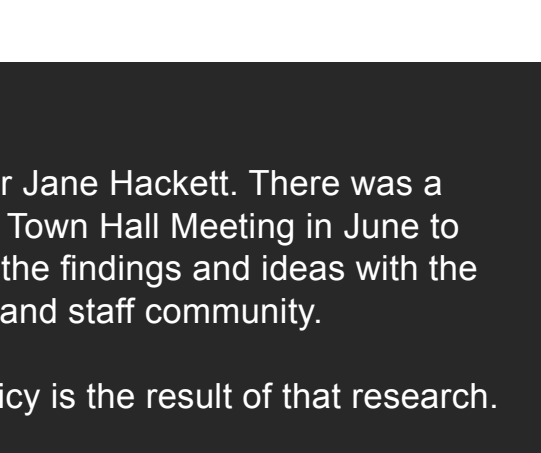 r Jane Hackett. There was a
Town Hall Meeting in June to
the findings and ideas with the
and staff community.
icy is the result of that research.